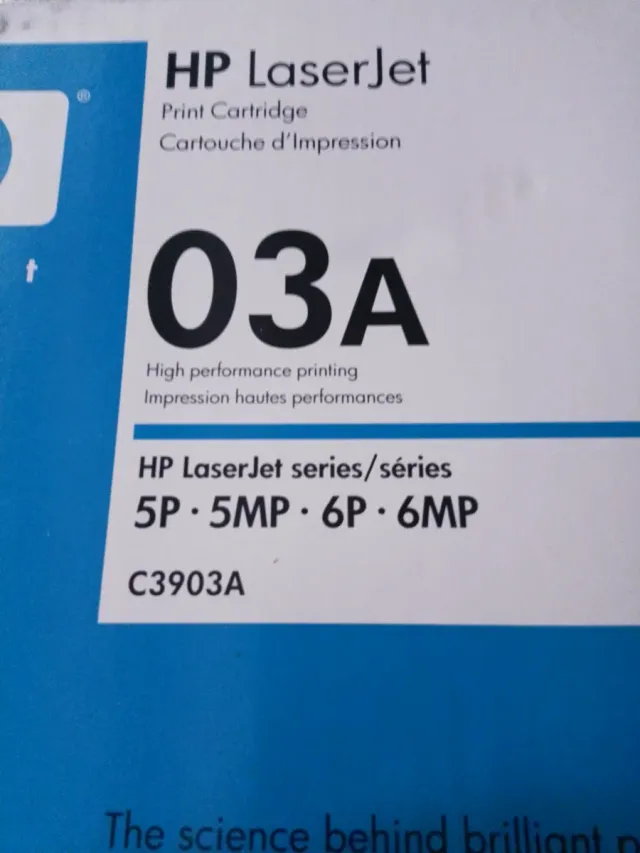 HP LaserJet
Print Cartridge
Cartouche d'Impression
®
t
03A
High performance printing
Impression hautes performances
HP LaserJet series/séries
5P · 5MP · 6P · 6MP
C3903A
The science behind brilliant p